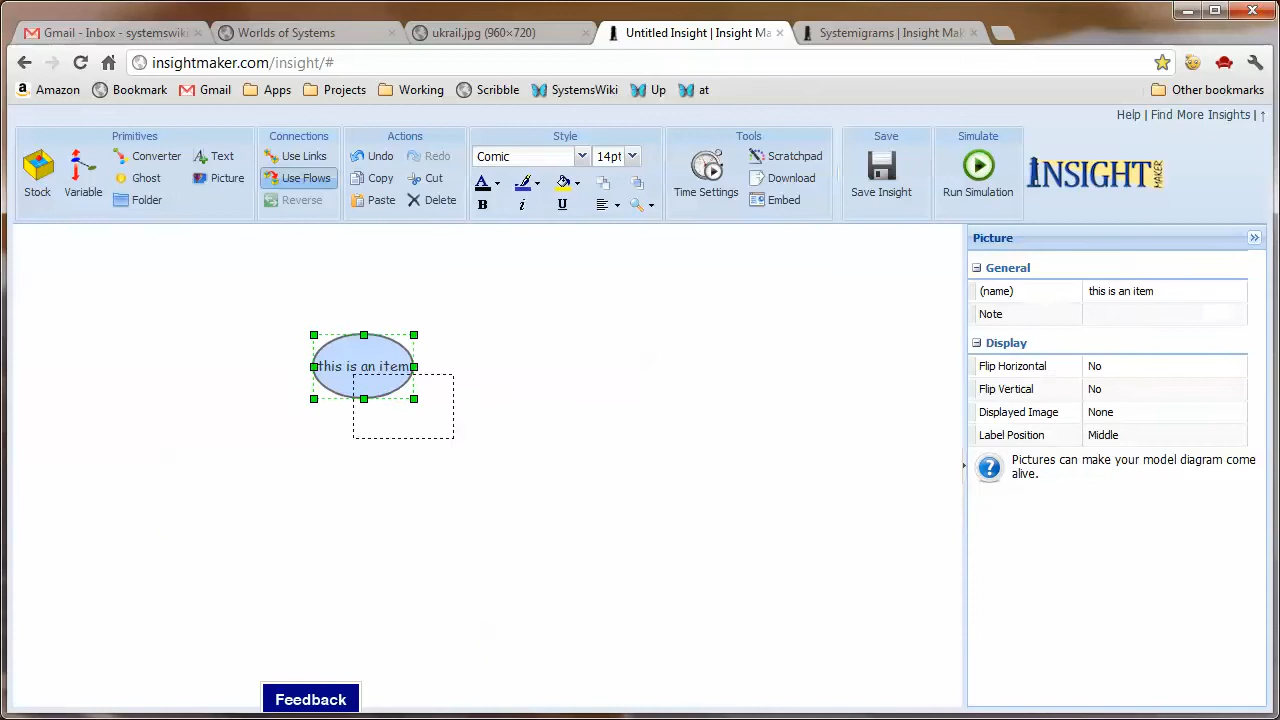 Gmail - Inbox - systemswiki
Worlds of Systems
ukrail.jpg (960×720)
Untitled Insight | Insight Ma
Systemigrams | Insight Mak
insightmaker.com/insight/#
Amazon
Bookmark
Gmail
Apps
Projects
Working
Scribble
SystemsWiki
Up
at
Other bookmarks
Help | Find More Insights | ↑
Primitives
Connections
Actions
Style
Tools
Save
Simulate
Stock
Variable
Converter
Ghost
Folder
Text
Picture
Use Links
Use Flows
Reverse
Undo
Redo
Copy
Cut
Paste
Delete
Comic
14pt
A
B
i
U
Time Settings
Scratchpad
Download
Embed
Save Insight
Run Simulation
INSIGHT
MAKER
this is an item
Picture
General
(name) this is an item
Note
Display
Flip Horizontal No
Flip Vertical No
Displayed Image None
Label Position Middle
Pictures can make your model diagram come
alive.
Feedback